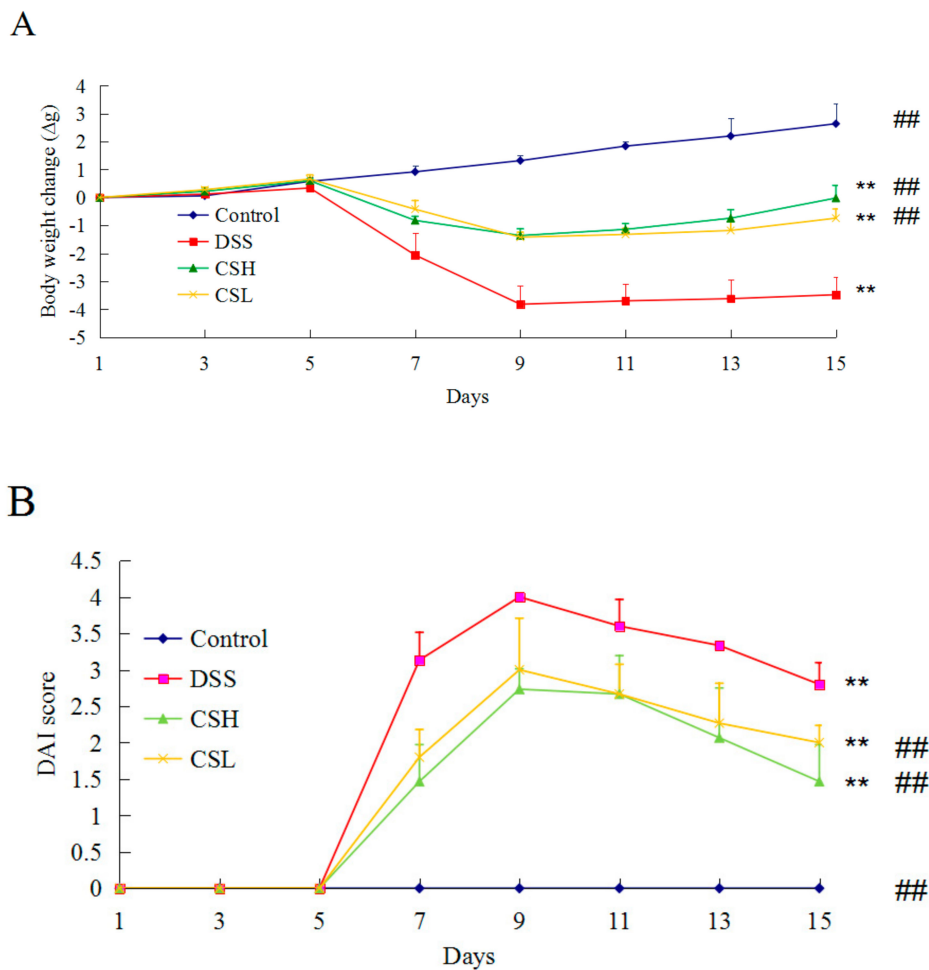 A
Body weight change (Δg)
4
3
2
1
0
-1
-2
-3
-4
-5
Control
DSS
CSH
CSL
##
** ##
** ##
**
1 3 5 7 9 11 13 15
Days
B
DAI score
4.5
4
3.5
3
2.5
2
1.5
1
0.5
0
Control
DSS
CSH
CSL
**
** ##
** ##
##
1 3 5 7 9 11 13 15
Days